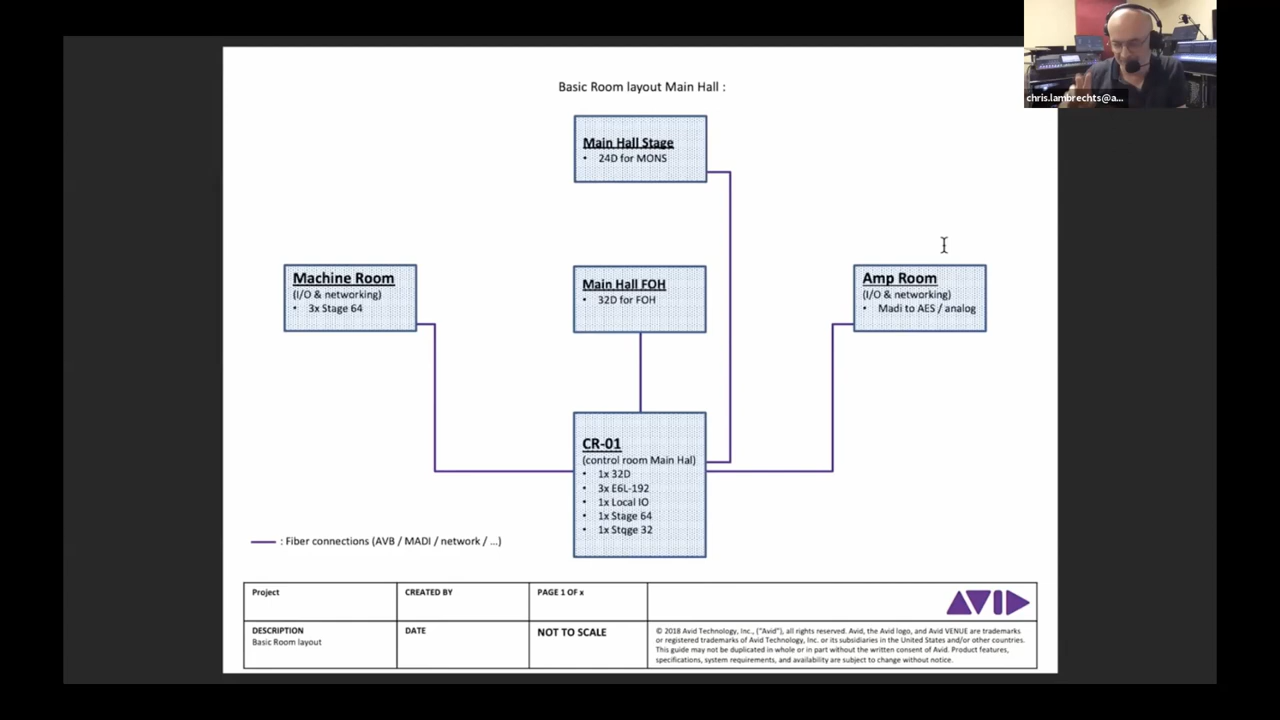 Basic Room layout Main Hall :
chris.lambrechts@a...
Main Hall Stage
• 24D for MONS
Machine Room
(I/O & networking)
• 3x Stage 64
Main Hall FOH
• 32D for FOH
Amp Room
(I/O & networking)
• Madi to AES / analog
CR-01
(control room Main Hal)
• 1x 32D
• 3x E6L-192
• 1x Local IO
• 1x Stage 64
• 1x Stqge 32
: Fiber connections (AVB / MADI / network / ...)
Project
CREATED BY
PAGE 1 OF x
AVID
DESCRIPTION
Basic Room layout
DATE
NOT TO SCALE
© 2018 Avid Technology, Inc., ("Avid"), all rights reserved. Avid, the Avid logo, and Avid VENUE are trademarks
or registered trademarks of Avid Technology, Inc. or its subsidiaries in the United States and/or other countries.
This guide may not be duplicated in whole or in part without the written consent of Avid. Product features,
specifications, system requirements, and availability are subject to change without notice.